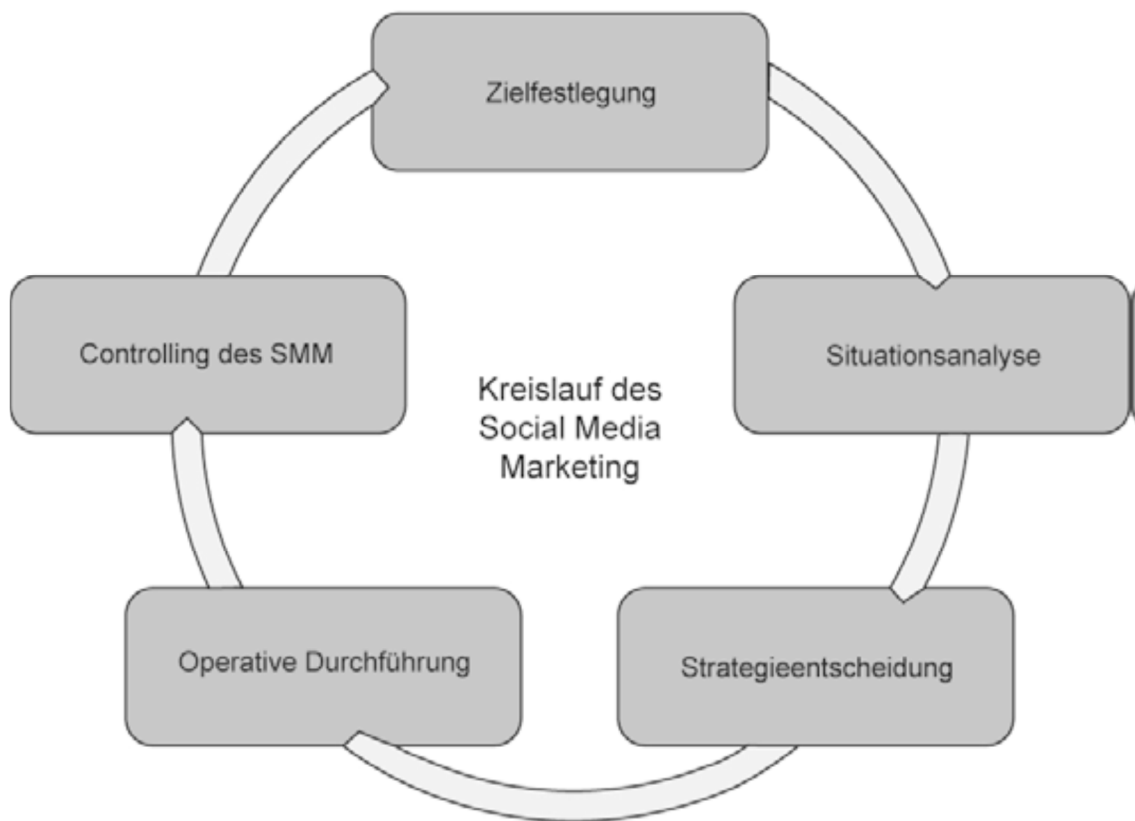 Zielfestlegung
Situationsanalyse
Strategieentscheidung
Operative Durchführung
Controlling des SMM
Kreislauf des
Social Media
Marketing